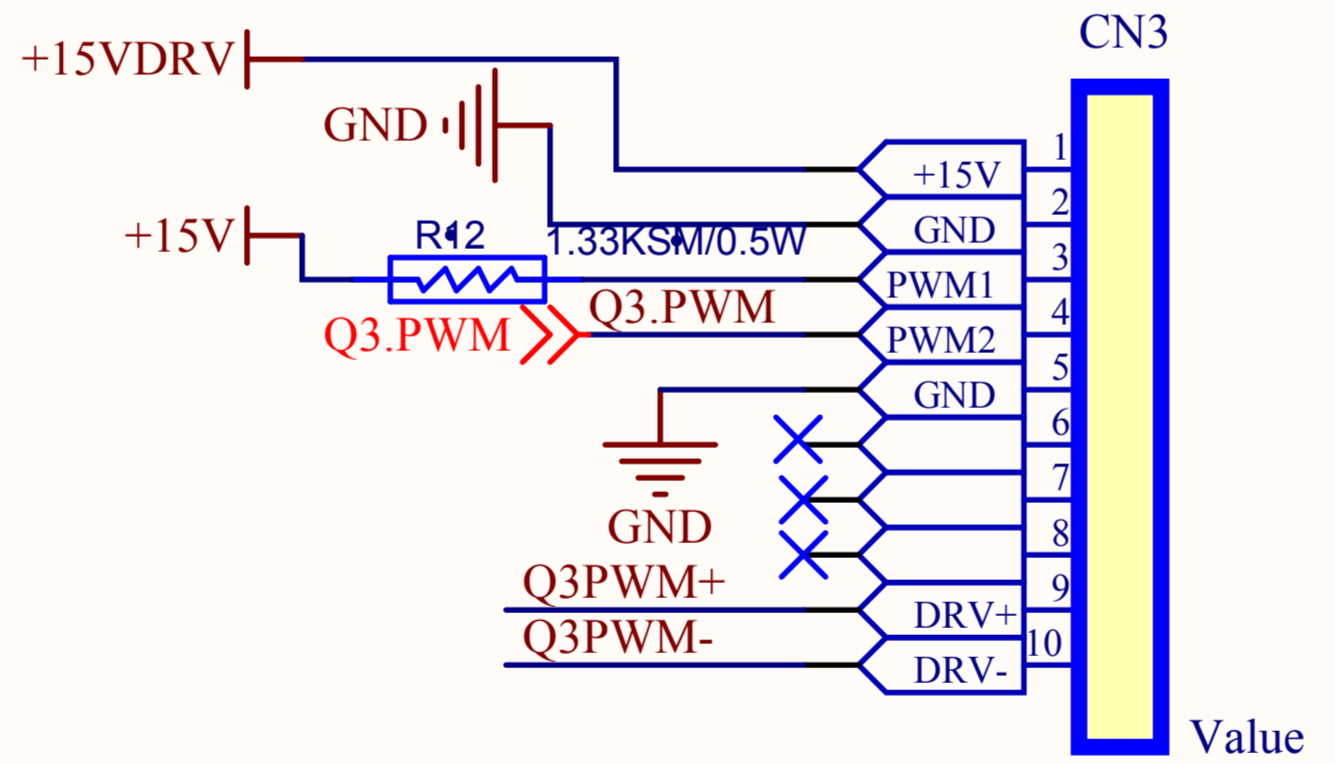 CN3
+15VDRV
GND
1
+15V
2
GND
+15V
R12
1.33KSM/0.5W
3
PWM1
Q3.PWM
Q3.PWM
4
PWM2
5
GND
6
7
GND
8
Q3PWM+
9
DRV+
Q3PWM-
10
DRV-
Value